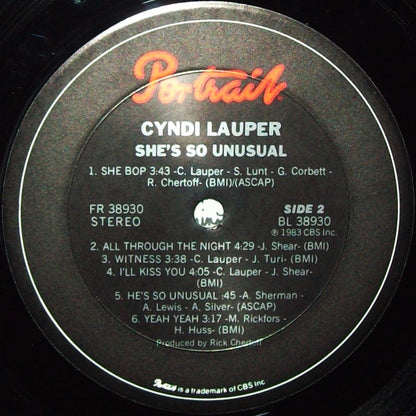 Portrait
CYNDI LAUPER
SHE'S SO UNUSUAL
1. SHE BOP 3:43 -C. Lauper - S. Lunt - G. Corbett -
R. Chertoff- (BMI)/(ASCAP)
FR 38930
STEREO
SIDE 2
BL 38930
℗ 1983 CBS Inc.
2. ALL THROUGH THE NIGHT 4:29 -J. Shear- (BMI)
3. WITNESS 3:38 -C. Lauper - J. Turi- (BMI)
4. I'LL KISS YOU 4:05 -C. Lauper - J. Shear-
(BMI)
5. HE'S SO UNUSUAL :45 -A. Sherman -
A. Lewis - A. Silver- (ASCAP)
6. YEAH YEAH 3:17 -M. Rickfors -
H. Huss- (BMI)
Produced by Rick Chertoff
Portrait is a trademark of CBS Inc.